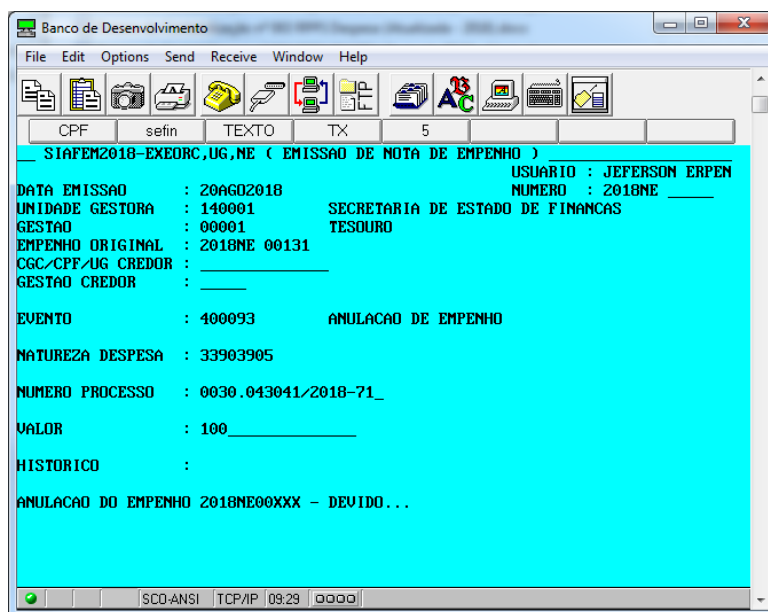 Banco de Desenvolvimento
File Edit Options Send Receive Window Help
CPF sefin TEXTO TX 5
__ SIAFEM2018-EXEORC,UG,NE ( EMISSAO DE NOTA DE EMPENHO ) ____________________
USUARIO : JEFERSON ERPEN
DATA EMISSAO : 20AGO2018 NUMERO : 2018NE _____
UNIDADE GESTORA : 140001 SECRETARIA DE ESTADO DE FINANCAS
GESTAO : 00001 TESOURO
EMPENHO ORIGINAL : 2018NE 00131
CGC/CPF/UG CREDOR : ______________
GESTAO CREDOR : _____
EVENTO : 400093 ANULACAO DE EMPENHO
NATUREZA DESPESA : 33903905
NUMERO PROCESSO : 0030.043041/2018-71_
VALOR : 100______________
HISTORICO :
ANULACAO DO EMPENHO 2018NE00XXX - DEVIDO...
SCO-ANSI TCP/IP 09:29